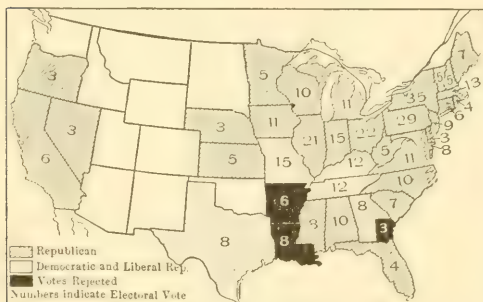 7
3 5 5 5
10 13
11 35 4
3 11 29 6
3 21 15 22 9
3
6 5 15 12 5 8
11
12 10
6 7
8 10 8
8 8 3
4
Republican
Democratic and Liberal Rep.
Votes Rejected
Numbers indicate Electoral Vote